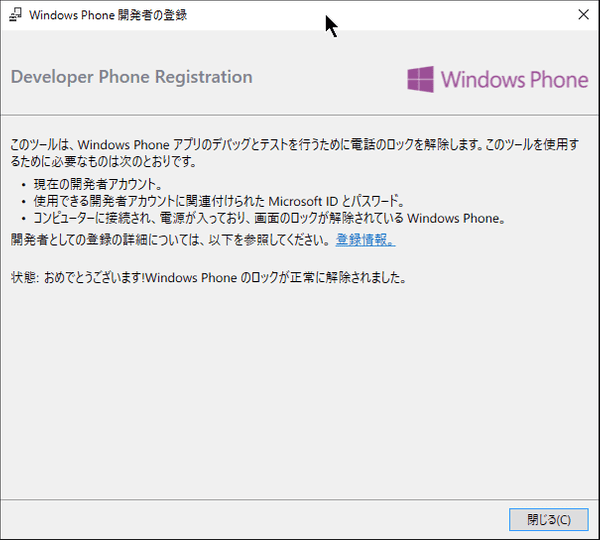 Windows Phone 開発者の登録
Developer Phone Registration
Windows Phone
このツールは、Windows Phone アプリのデバッグとテストを行うために電話のロックを解除します。このツールを使用す
るために必要なものは次のとおりです。
• 現在の開発者アカウント。
• 使用できる開発者アカウントに関連付けられた Microsoft ID とパスワード。
• コンピューターに接続され、電源が入っており、画面のロックが解除されている Windows Phone。
開発者としての登録の詳細については、以下を参照してください。 登録情報。
状態: おめでとうございます!Windows Phone のロックが正常に解除されました。
閉じる(C)